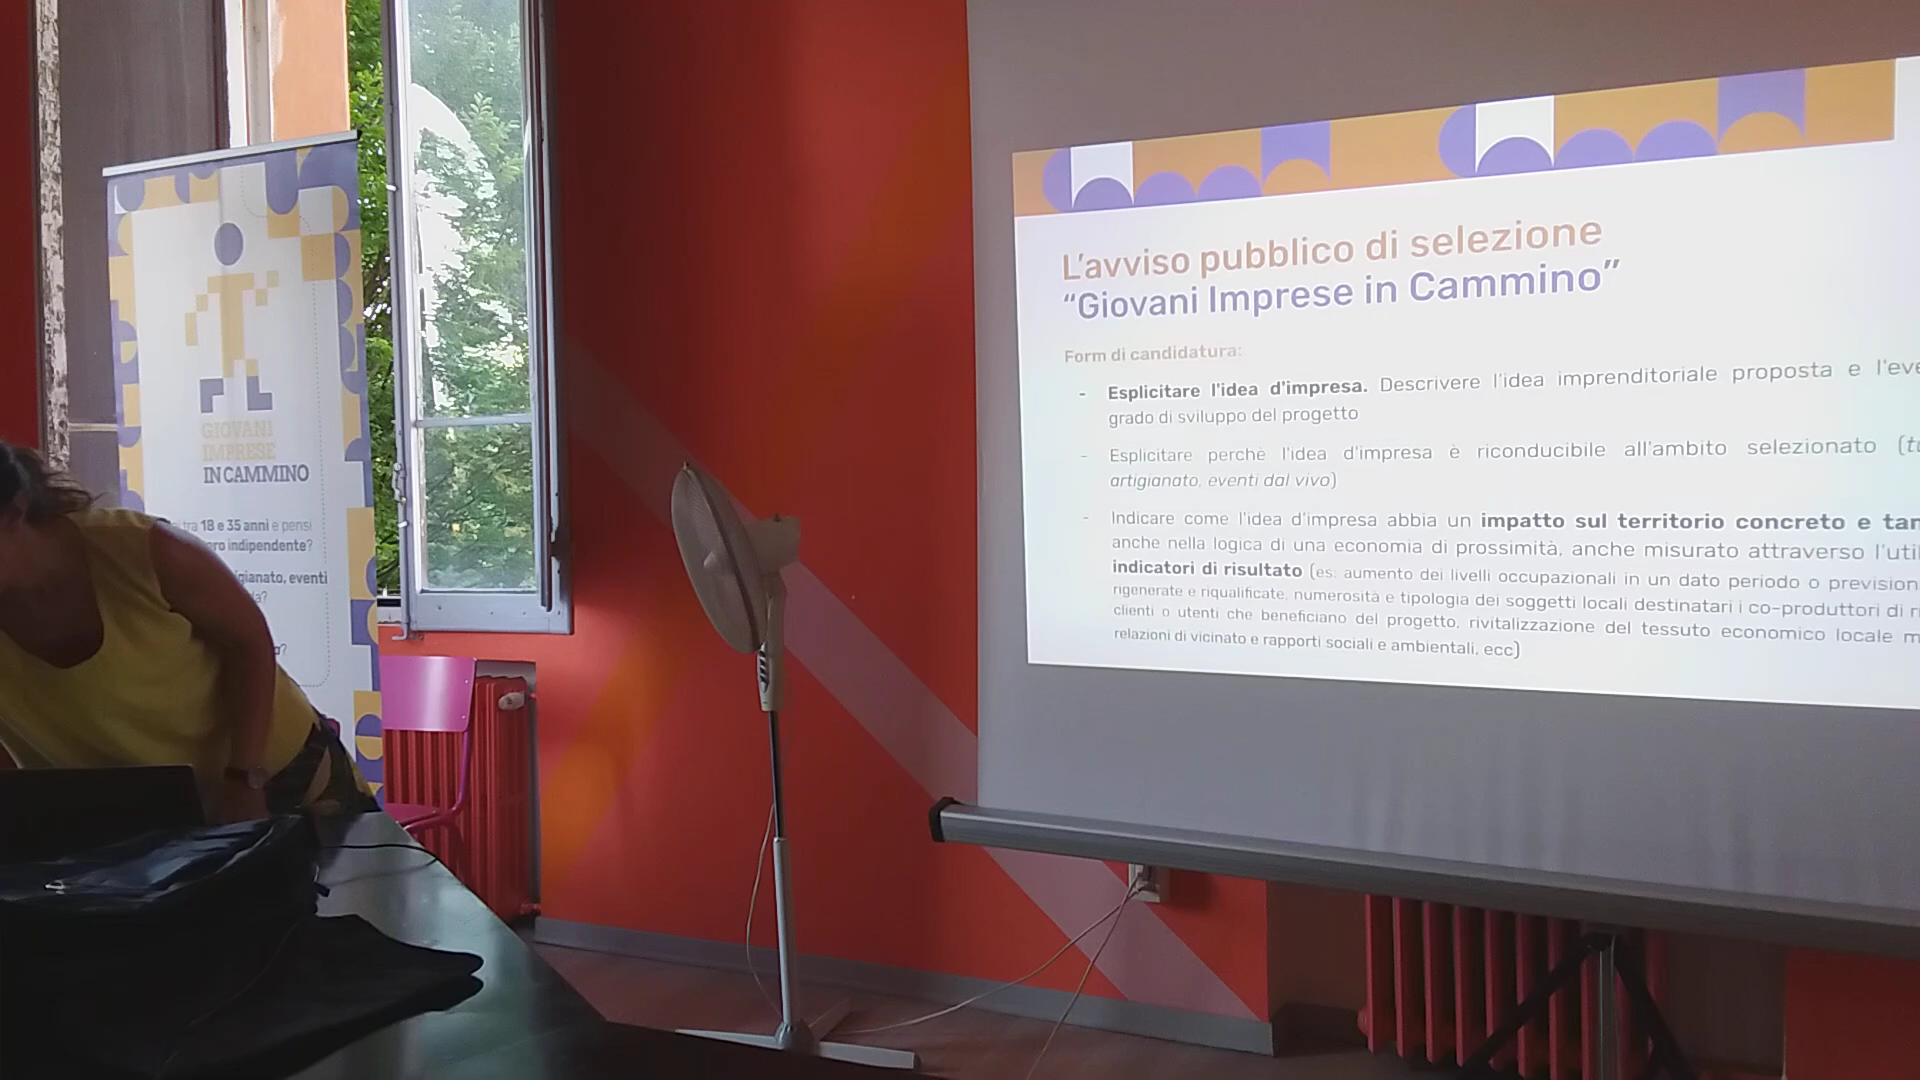 GIOVANI
IMPRESE
IN CAMMINO
tra 18 e 35 anni e pensi
indipendente?
eventi
L'avviso pubblico di selezione
“Giovani Imprese in Cammino”
Form di candidatura:
- Esplicitare l'idea d'impresa. Descrivere l'idea imprenditoriale proposta e
grado di sviluppo del progetto
- Esplicitare perchè l'idea d'impresa è riconducibile all'ambito selezionato
artigianato, eventi dal vivo)
- Indicare come l'idea d'impresa abbia un impatto sul territorio concreto e
anche nella logica di una economia di prossimità, anche misurato attraverso
indicatori di risultato (es: aumento dei livelli occupazionali in un dato periodo o
rigenerate e riqualificate, numerosità e tipologia dei soggetti locali destinatari i co-produttori di
clienti o utenti che beneficiano del progetto, rivitalizzazione del tessuto economico locale
relazioni di vicinato e rapporti sociali e ambientali, ecc)